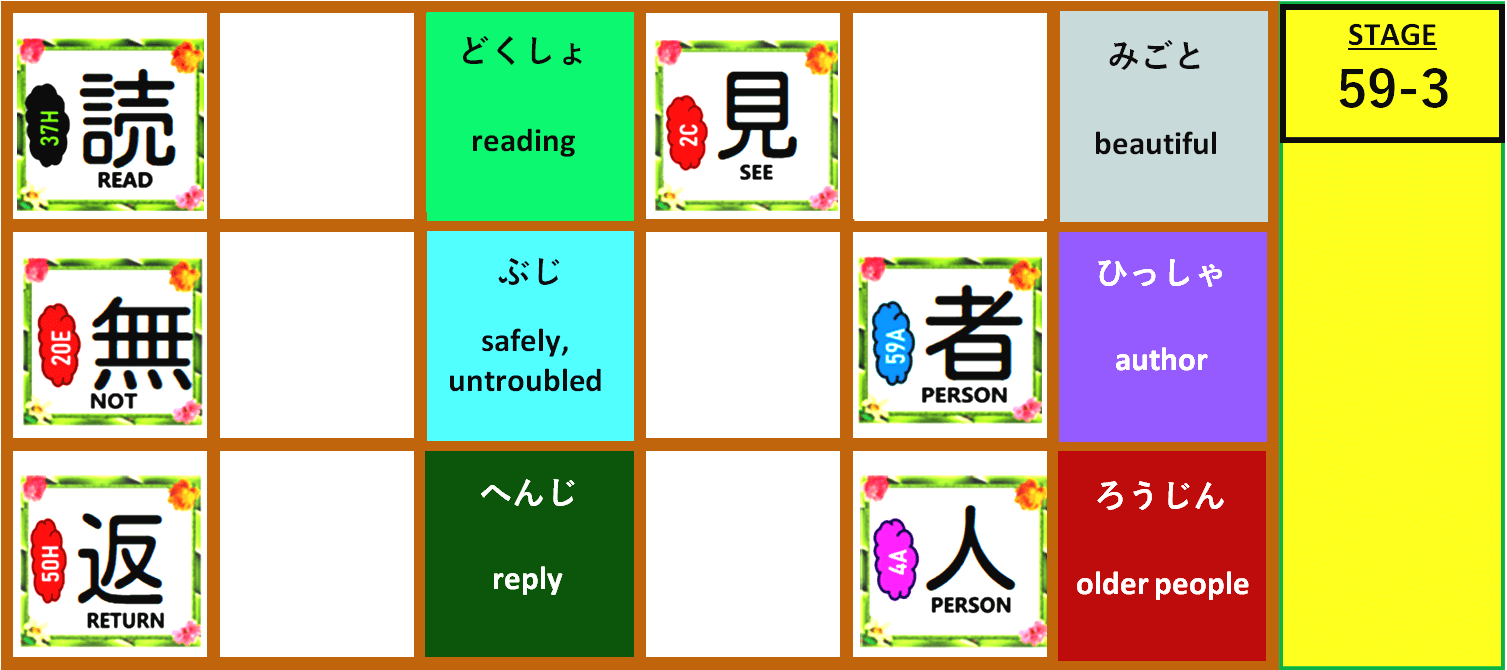 37H
読
READ
どくしょ
reading
2C
見
SEE
みごと
beautiful
STAGE
59-3
20E
無
NOT
ぶじ
safely,
untroubled
59A
者
PERSON
ひっしゃ
author
50H
返
RETURN
へんじ
reply
4A
人
PERSON
ろうじん
older people